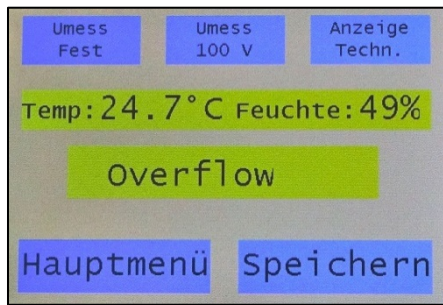 Umess Umess Anzeige
Fest 100 V Techn.
Temp:24.7°C Feuchte:49%
Overflow
Hauptmenü Speichern